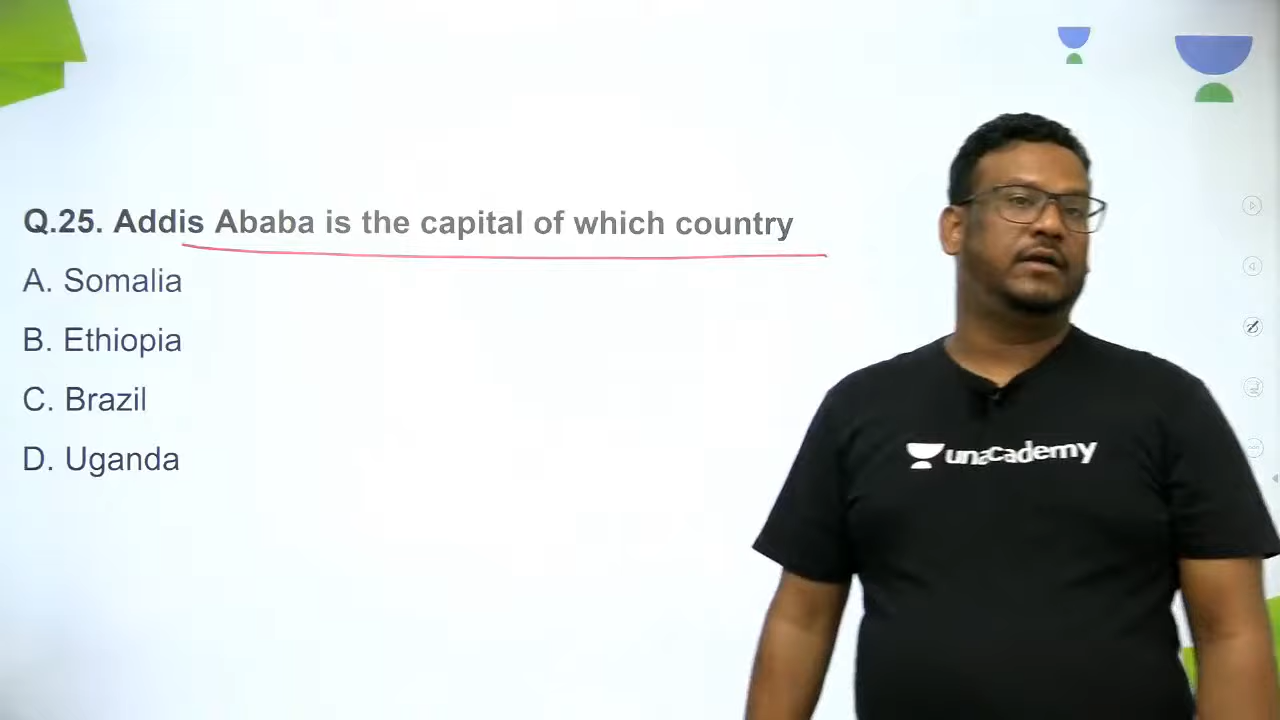 Q.25. Addis Ababa is the capital of which country
A. Somalia
B. Ethiopia
C. Brazil
D. Uganda
unacademy